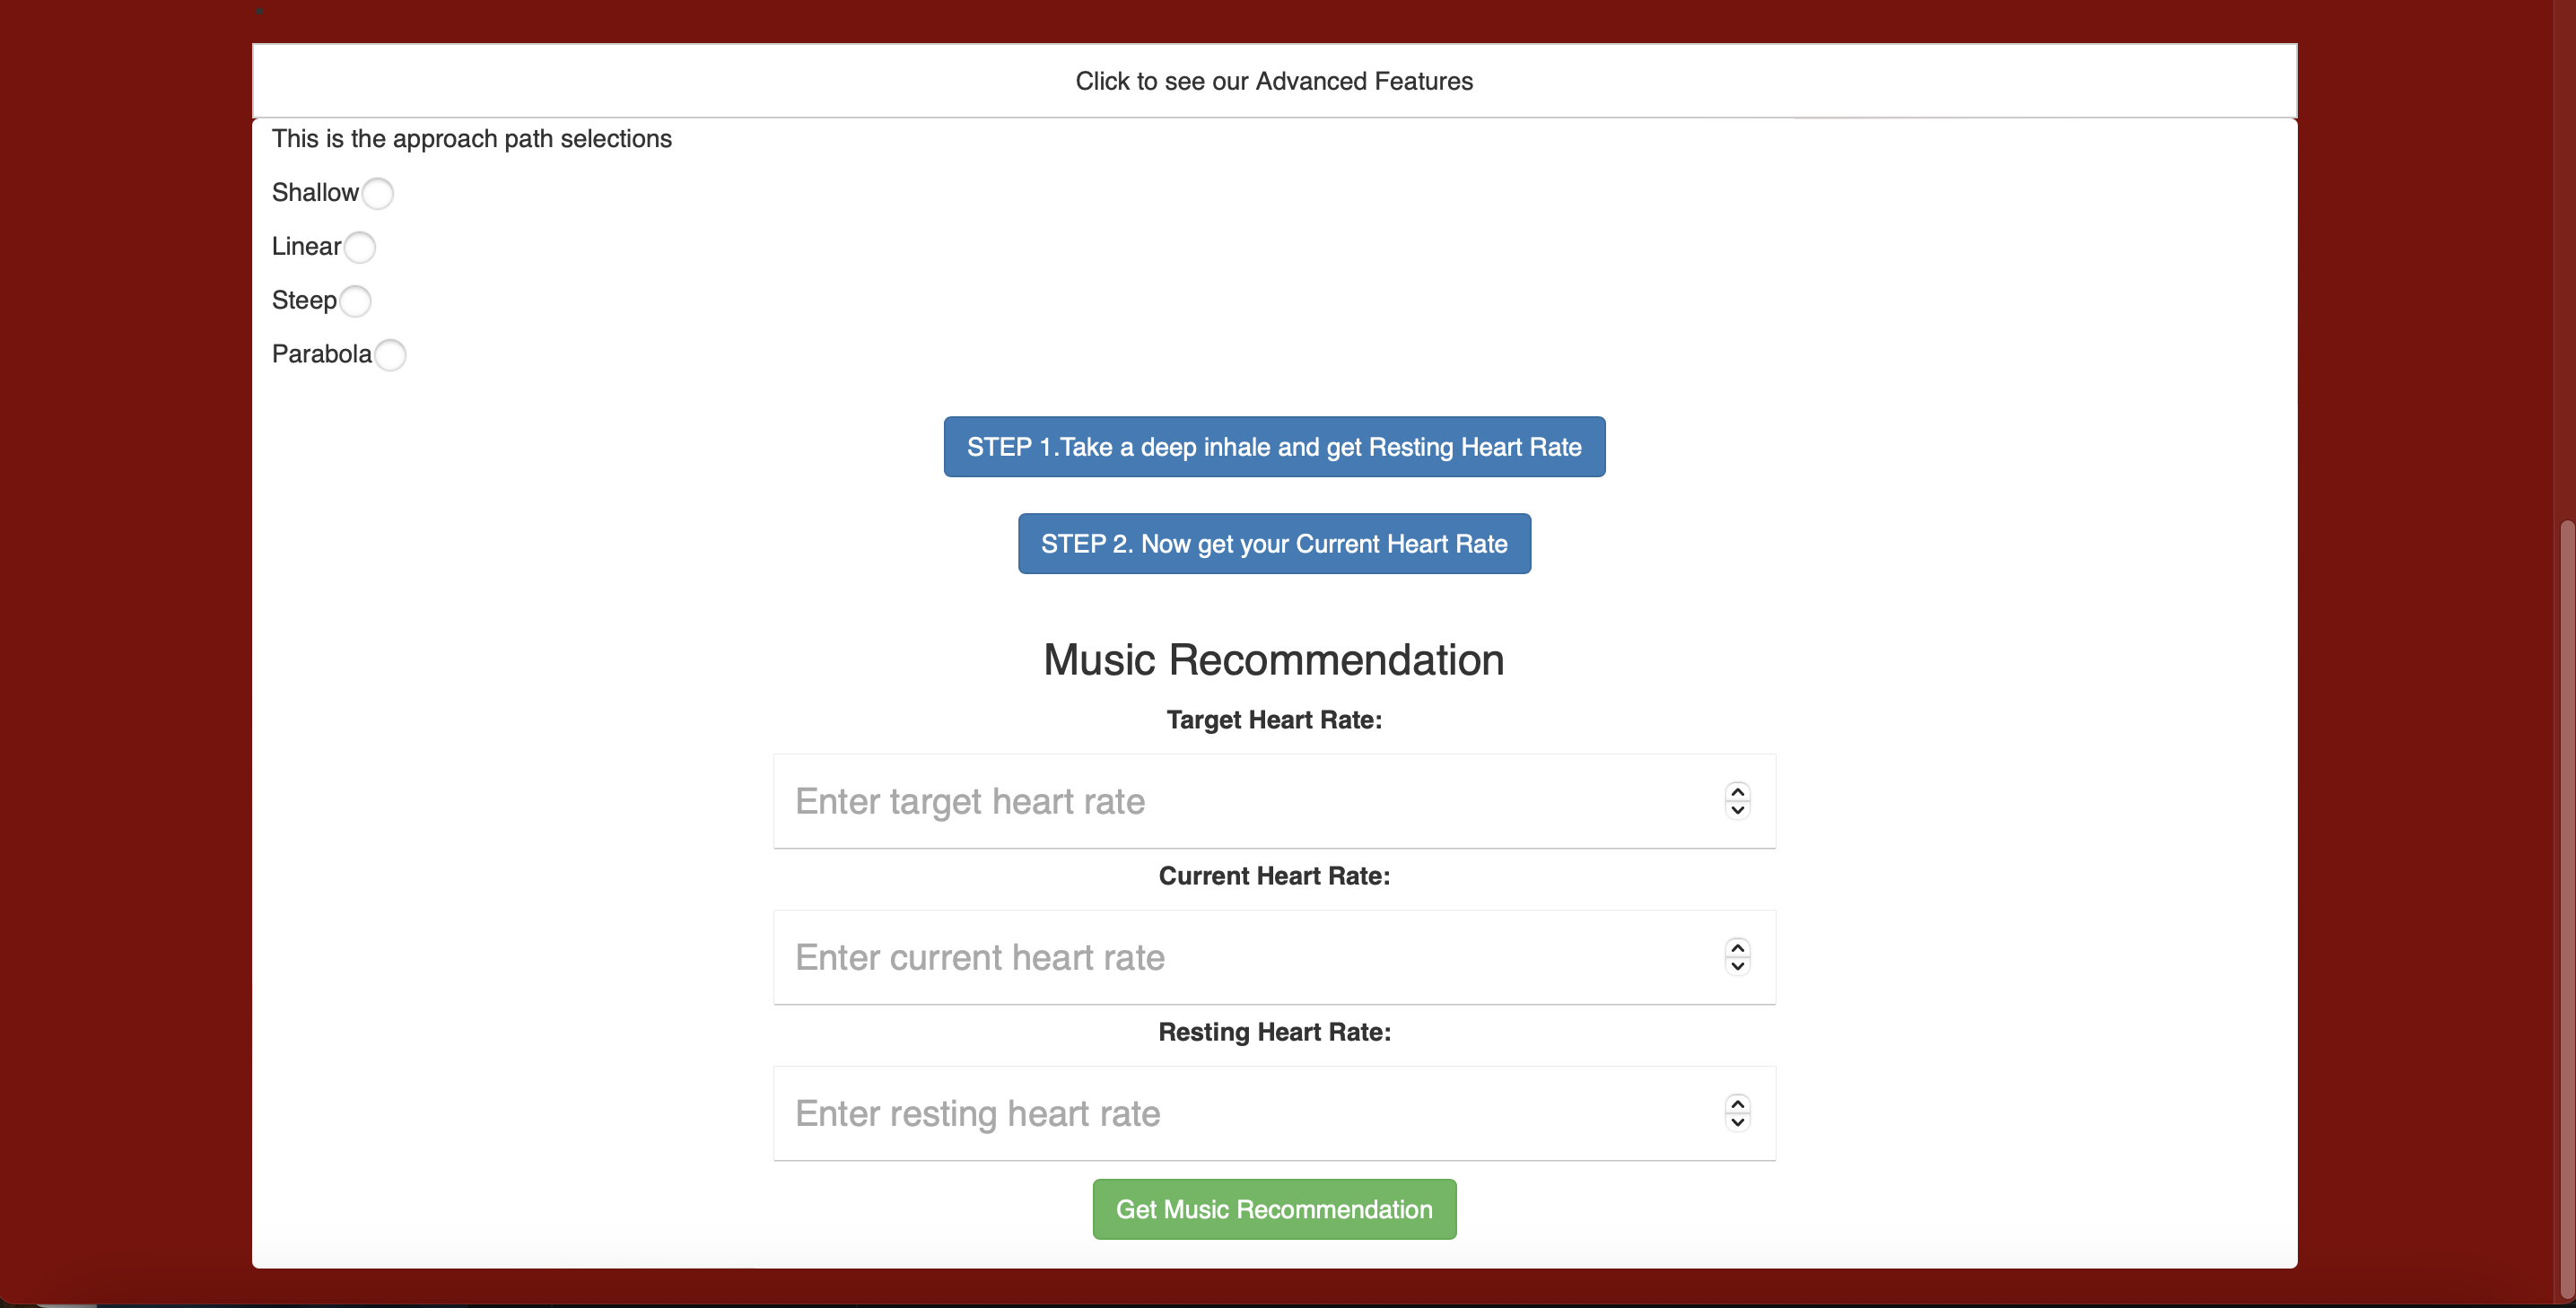 Click to see our Advanced Features
This is the approach path selections
Shallow
Linear
Steep
Parabola
STEP 1.Take a deep inhale and get Resting Heart Rate
STEP 2. Now get your Current Heart Rate
Music Recommendation
Target Heart Rate:
Enter target heart rate
Current Heart Rate:
Enter current heart rate
Resting Heart Rate:
Enter resting heart rate
Get Music Recommendation